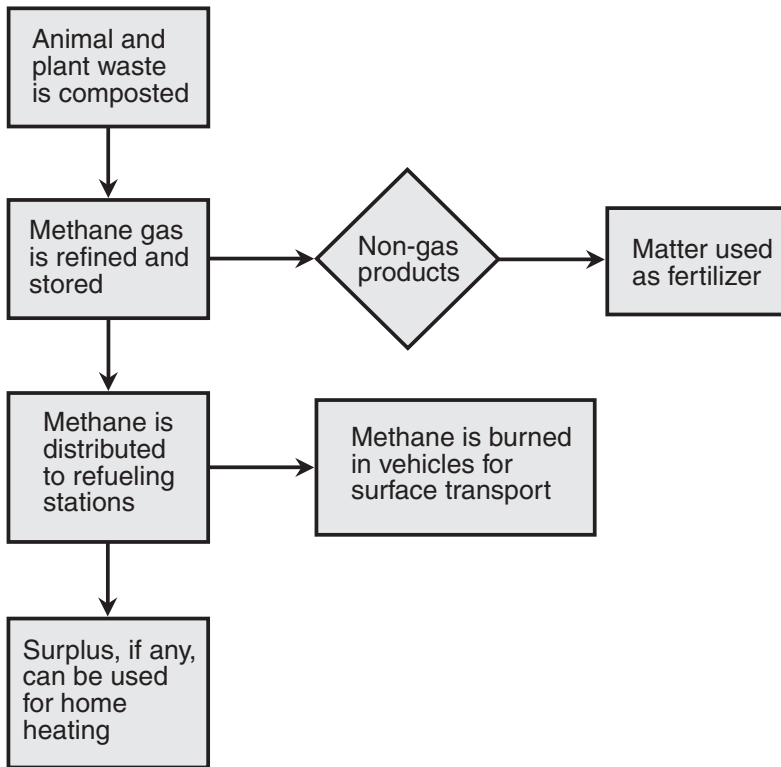 Animal and
plant waste
is composted
Methane gas
is refined and
stored
Non-gas
products
Matter used
as fertilizer
Methane is
distributed
to refueling
stations
Methane is burned
in vehicles for
surface transport
Surplus, if any,
can be used
for home
heating